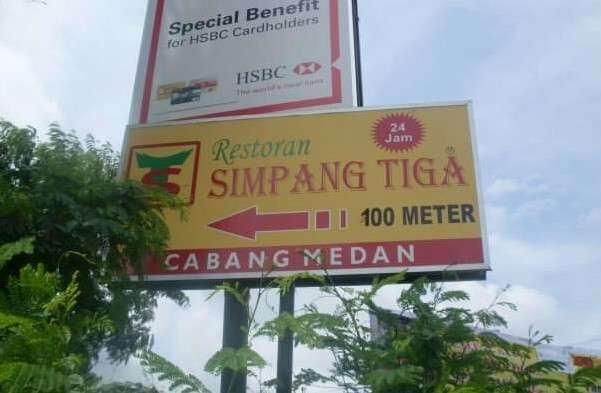 Special Benefit
for HSBC Cardholders
HSBC
The world's local bank
24
Jam
Restoran
SIMPANG TIGA
100 METER
CABANG MEDAN